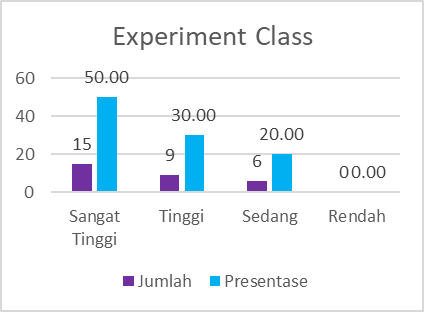 Experiment Class
60
40
20
0
50.00
30.00
20.00
15
9
6
0 0.00
Sangat Tinggi
Tinggi
Sedang
Rendah
Jumlah
Presentase